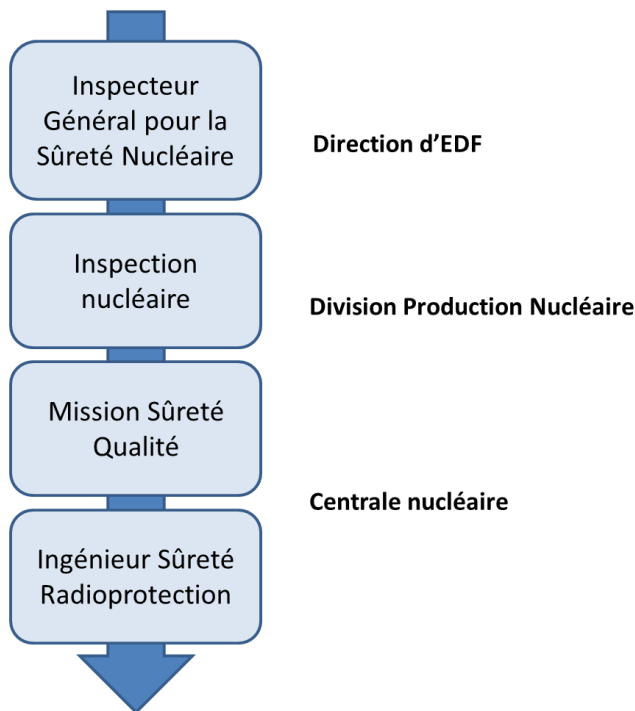 Inspecteur
Général pour la
Sûreté Nucléaire
Direction d’EDF
Inspection
nucléaire
Division Production Nucléaire
Mission Sûreté
Qualité
Centrale nucléaire
Ingénieur Sûreté
Radioprotection